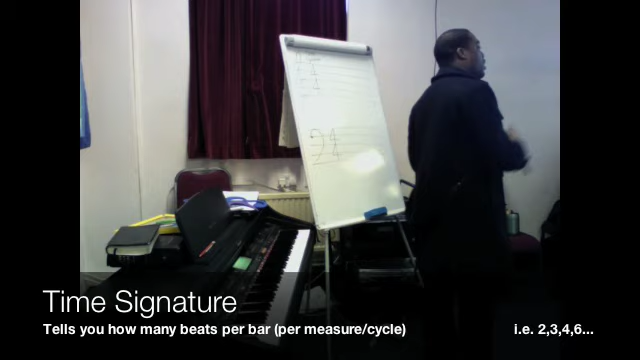 Time Signature
Tells you how many beats per bar (per measure/cycle)
i.e. 2,3,4,6...